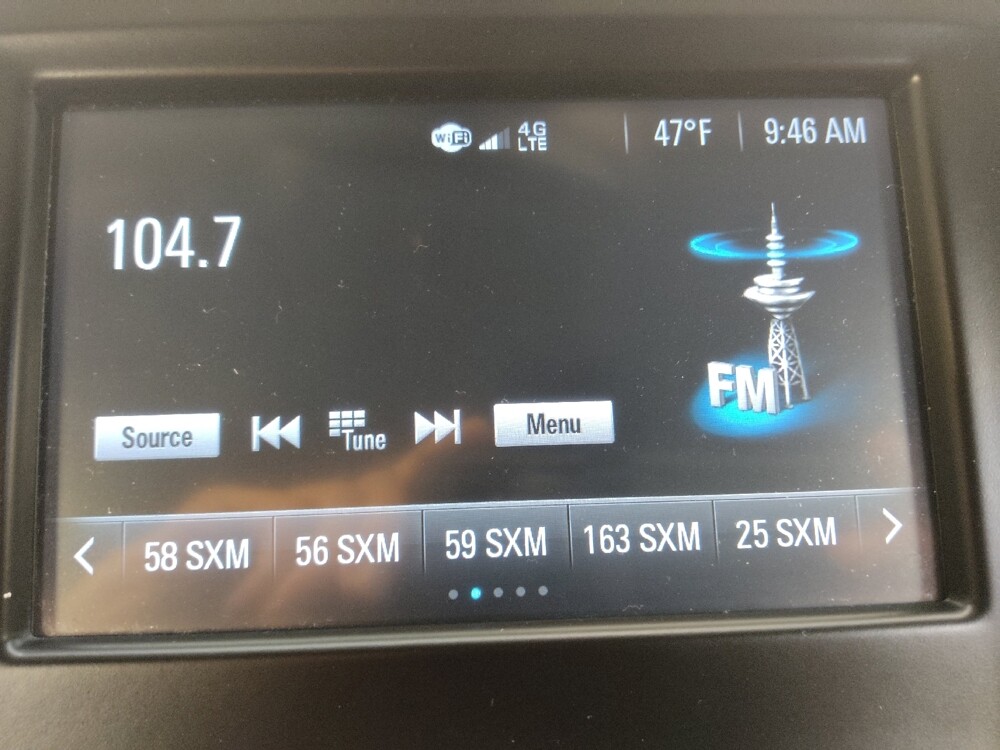 WiFi 4G LTE 47°F 9:46 AM
104.7
FM
Source Tune Menu
58 SXM 56 SXM 59 SXM 163 SXM 25 SXM